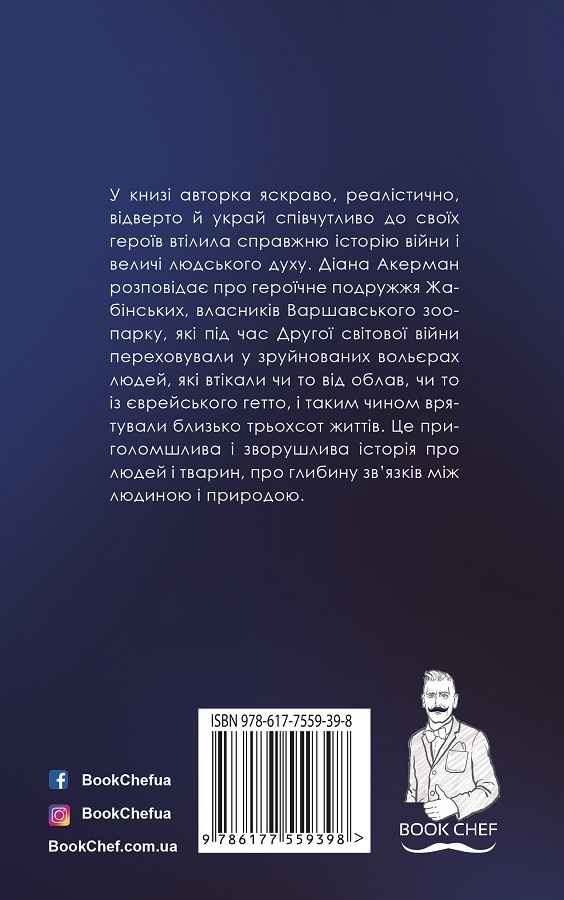 У книзі авторка яскраво, реалістично,
відверто й украй співчутливо до своїх
героїв втілила справжню історію війни і
величі людського духу. Діана Акерман
розповідає про героїчне подружжя Жа-
бінських, власників Варшавського зоо-
парку, які під час Другої світової війни
переховували у зруйнованих вольєрах
людей, які втікали чи то від облав, чи то
із єврейського гетто, і таким чином вря-
тували близько трьохсот життів. Це при-
голомшлива і зворушлива історія про
людей і тварин, про глибину зв’язків між
людиною і природою.
ISBN 978-617-7559-39-8
9 786177 559398 >
BookChefua
BookChefua
BookChef.com.ua
BOOK CHEF